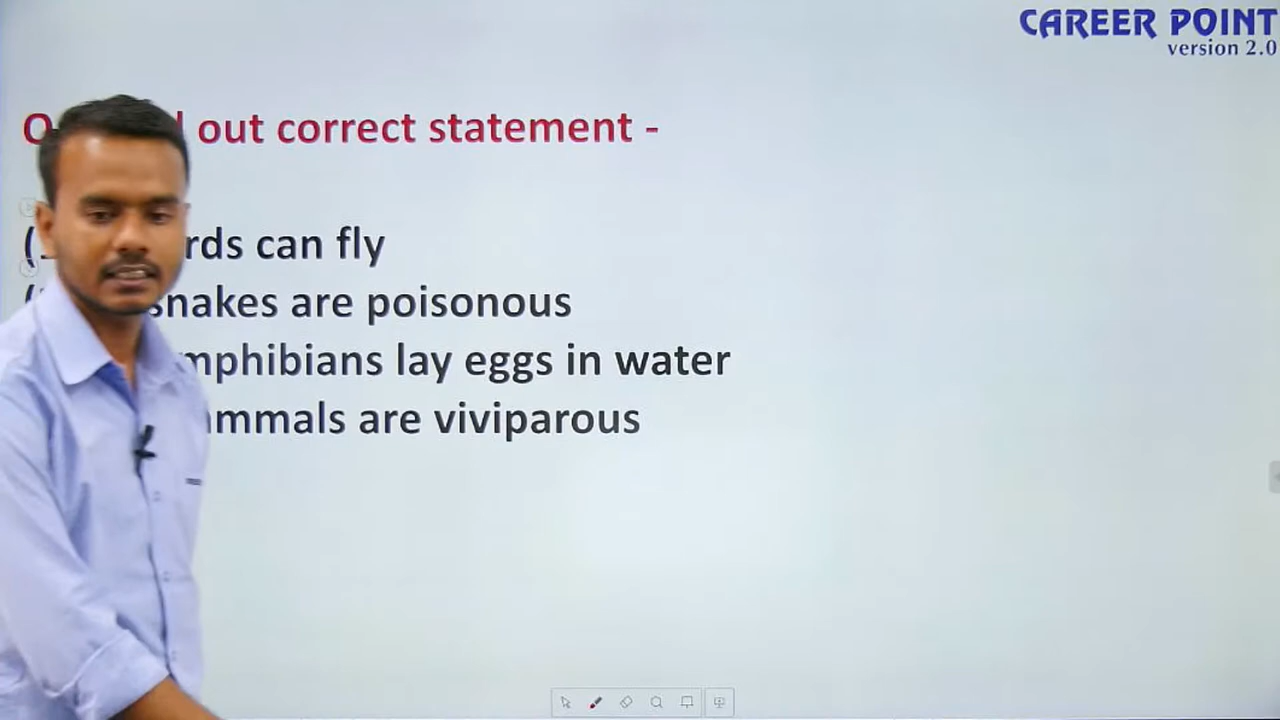 CAREER POINT
version 2.0
out correct statement -
can fly
snakes are poisonous
lay eggs in water
are viviparous